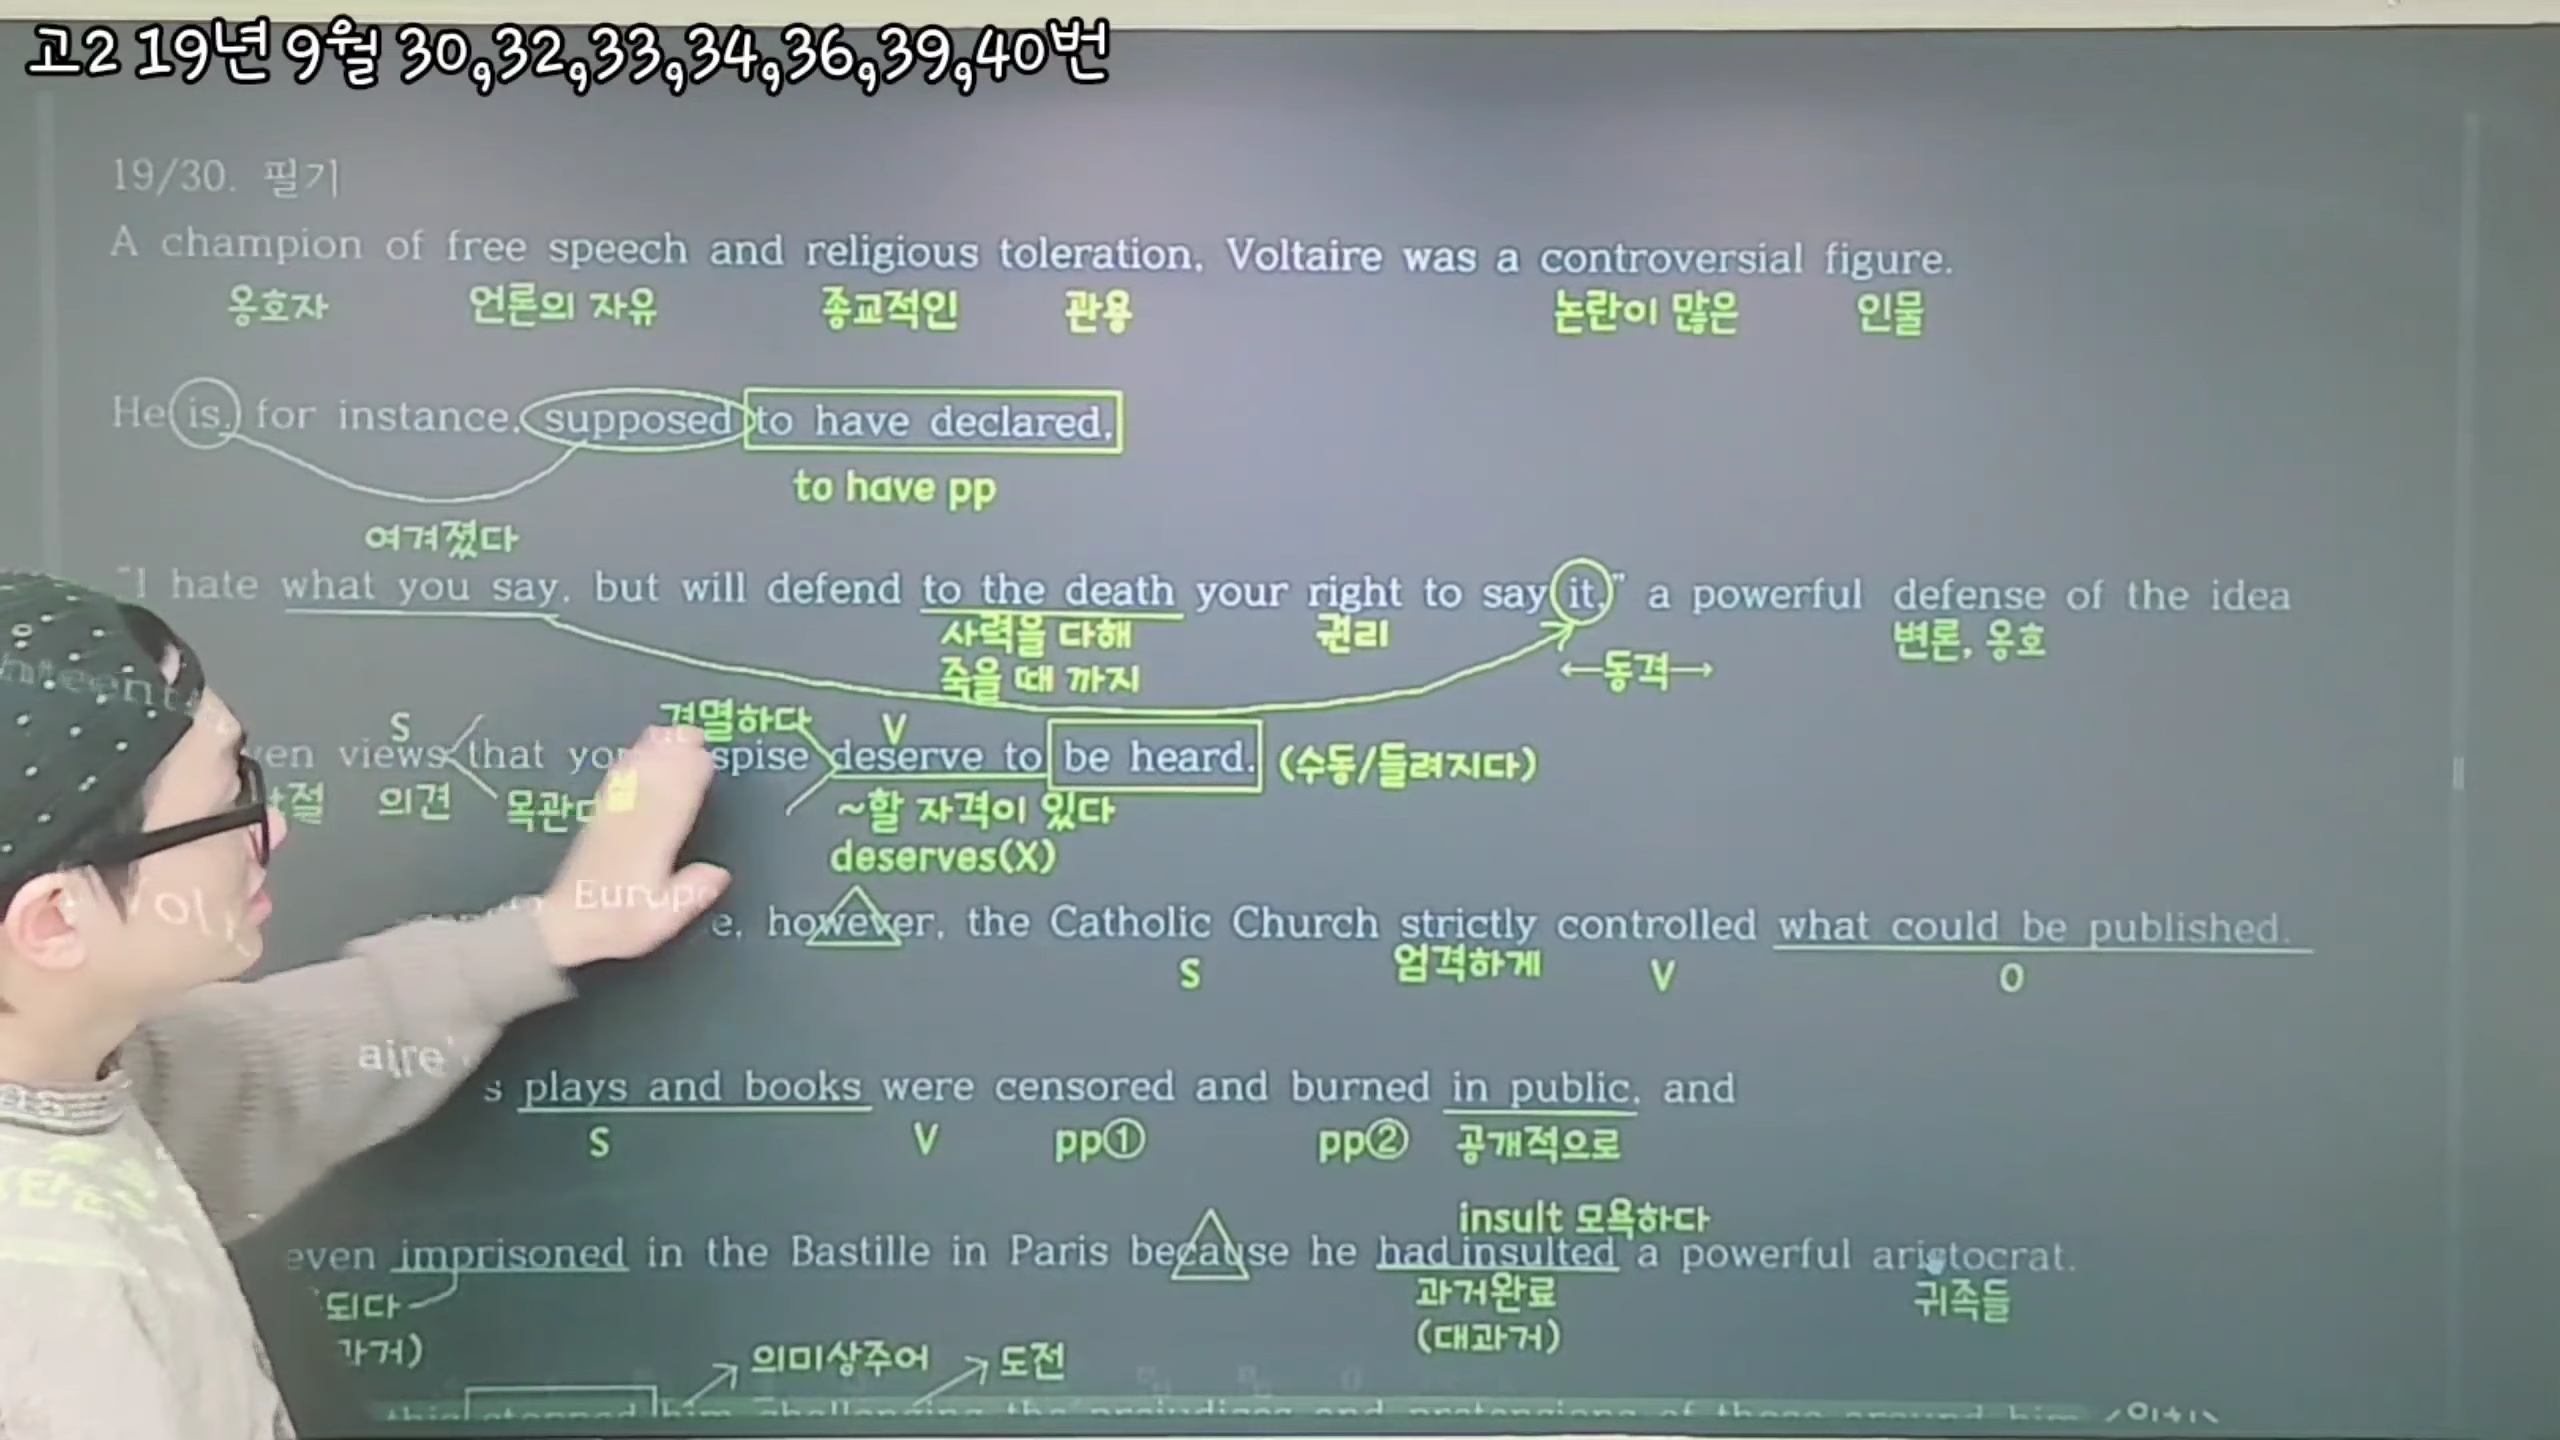 고2 19년 9월 30,32,33,34,36,39,40번
19/30. 필기
A champion of free speech and religious toleration, Voltaire was a controversial figure.
옹호자 언론의 자유 종교적인 관용 논란이 많은 인물
He is, for instance, supposed to have declared,
to have pp
여겨졌다
"I hate what you say, but will defend to the death your right to say it," a powerful defense of the idea
사력을 다해 권리 변론, 옹호
죽을 때 까지 ←동격→
S 경멸하다 V
views that you deserve to be heard. (수동/들려지다)
의견 ~할 자격이 있다
deserves(X)
however, the Catholic Church strictly controlled what could be published.
S 엄격하게 V O
plays and books were censored and burned in public, and
S V pp① pp② 공개적으로
insult 모욕하다
even imprisoned in the Bastille in Paris because he had insulted a powerful aristocrat.
되다 과거완료 귀족들
(대과거)
의미상주어 도전